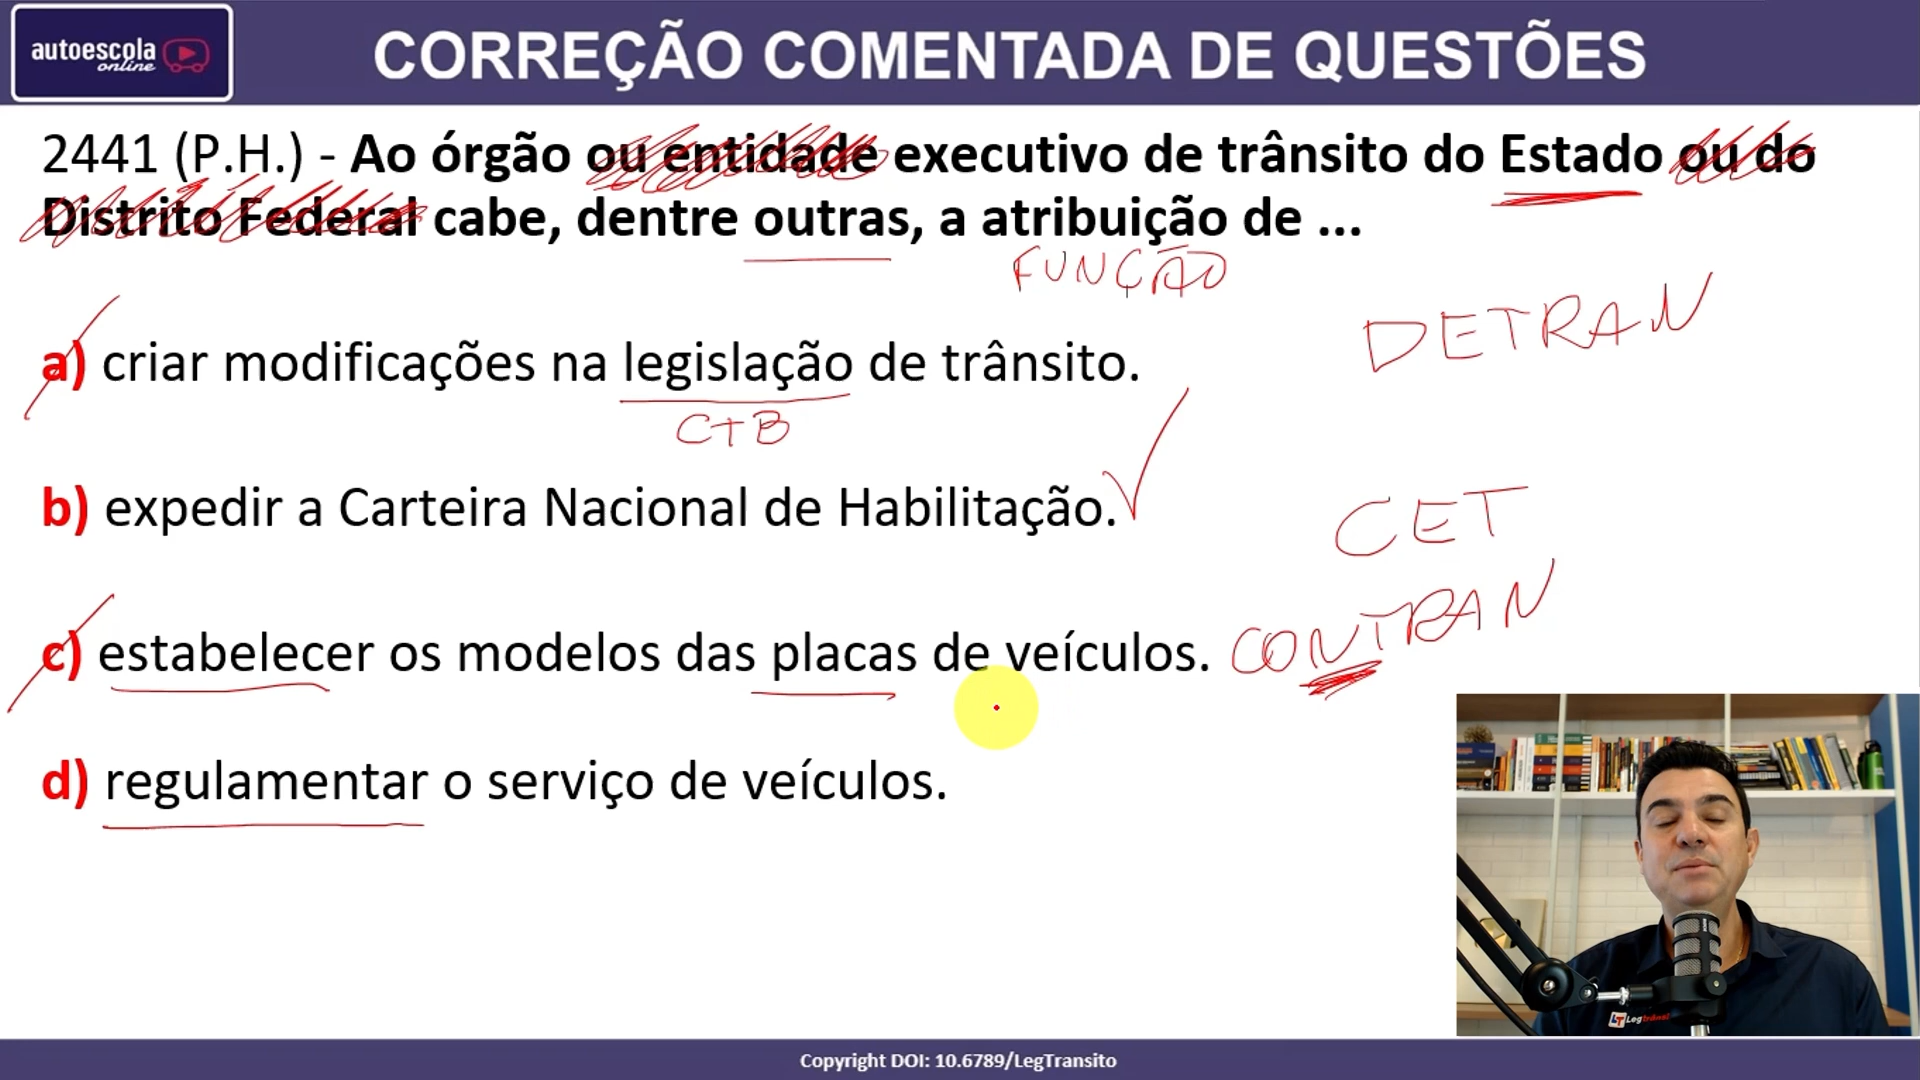 autoescola
online
CORREÇÃO COMENTADA DE QUESTÕES
2441 (P.H.) - Ao órgão ou entidade executivo de trânsito do Estado ou do
Distrito Federal cabe, dentre outras, a atribuição de ...
FUNÇÃO
DETRAN
a) criar modificações na legislação de trânsito.
CTB
b) expedir a Carteira Nacional de Habilitação.
CET
c) estabelecer os modelos das placas de veículos.
CONTRAN
d) regulamentar o serviço de veículos.
LT Legtrânsito
Copyright DOI: 10.6789/LegTransito